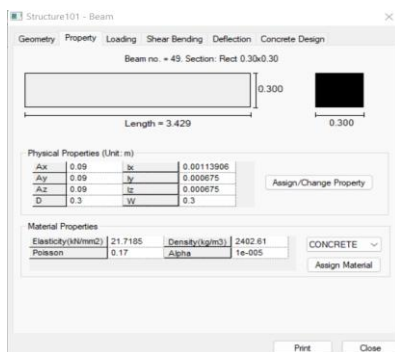 Structure101 - Beam
Geometry Property Loading Shear Bending Deflection Concrete Design
Beam no. = 49. Section: Rect 0.30x0.30
0.300
Length = 3.429
0.300
Physical Properties (Unit: m)
Ax 0.09 Ix 0.00113906
Ay 0.09 Iy 0.000675
Assign/Change Property
Az 0.09 Iz 0.000675
D 0.3 W 0.3
Material Properties
Elasticity(kN/mm2) 21.7185 Density(kg/m3) 2402.61
CONCRETE
Poisson 0.17 Alpha 1e-005
Assign Material
Print Close